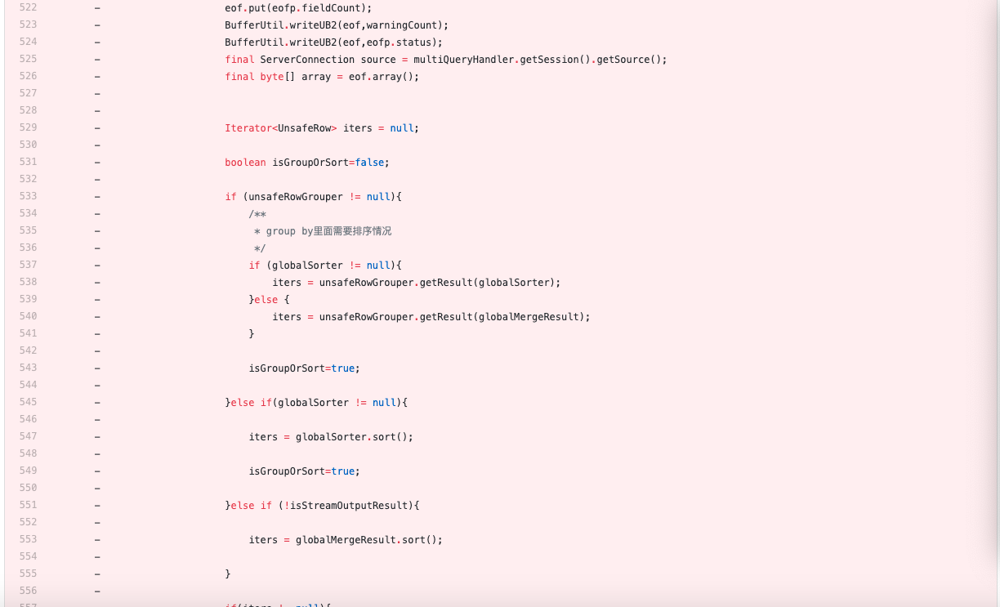 522 - eof.put(eofp.fieldCount);
523 - BufferUtil.writeUB2(eof,warningCount);
524 - BufferUtil.writeUB2(eof,eofp.status);
525 - final ServerConnection source = multiQueryHandler.getSession().getSource();
526 - final byte[] array = eof.array();
527 -
528 -
529 - Iterator<UnsafeRow> iters = null;
530 -
531 - boolean isGroupOrSort=false;
532 -
533 - if (unsafeRowGrouper != null){
534 - /**
535 - * group by里面需要排序情况
536 - */
537 - if (globalSorter != null){
538 - iters = unsafeRowGrouper.getResult(globalSorter);
539 - }else {
540 - iters = unsafeRowGrouper.getResult(globalMergeResult);
541 - }
542 -
543 - isGroupOrSort=true;
544 -
545 - }else if(globalSorter != null){
546 -
547 - iters = globalSorter.sort();
548 -
549 - isGroupOrSort=true;
550 -
551 - }else if (!isStreamOutputResult){
552 -
553 - iters = globalMergeResult.sort();
554 -
555 - }
556 -
557 - if(iters != null){